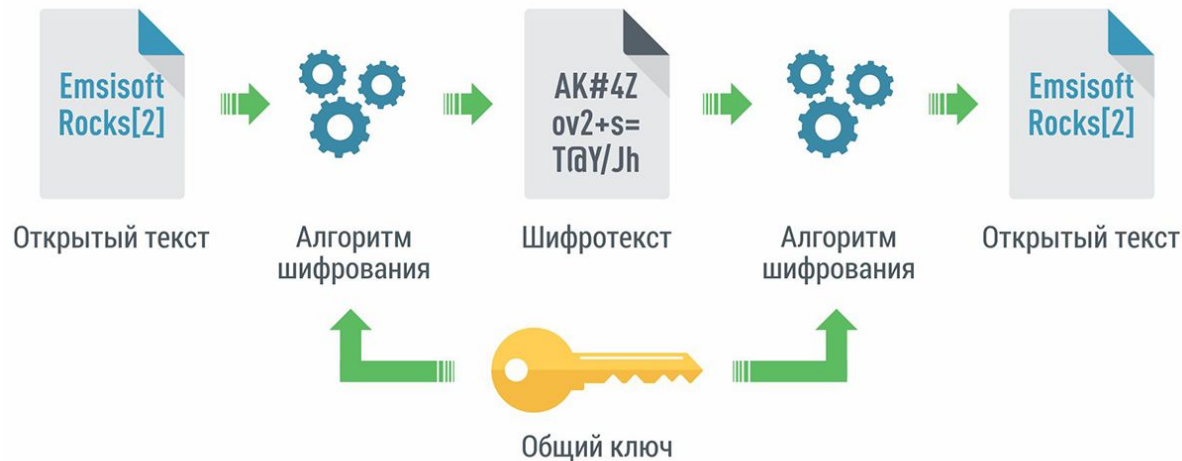 Emsisoft
Rocks[2]
AK#4Z
ov2+s=
T@Y/Jh
Emsisoft
Rocks[2]
Открытый текст
Алгоритм
шифрования
Шифротекст
Алгоритм
шифрования
Открытый текст
Общий ключ